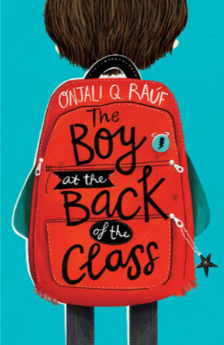 ONJALI Q RAÚF
The
BOY
at the
BACK
of the
Class